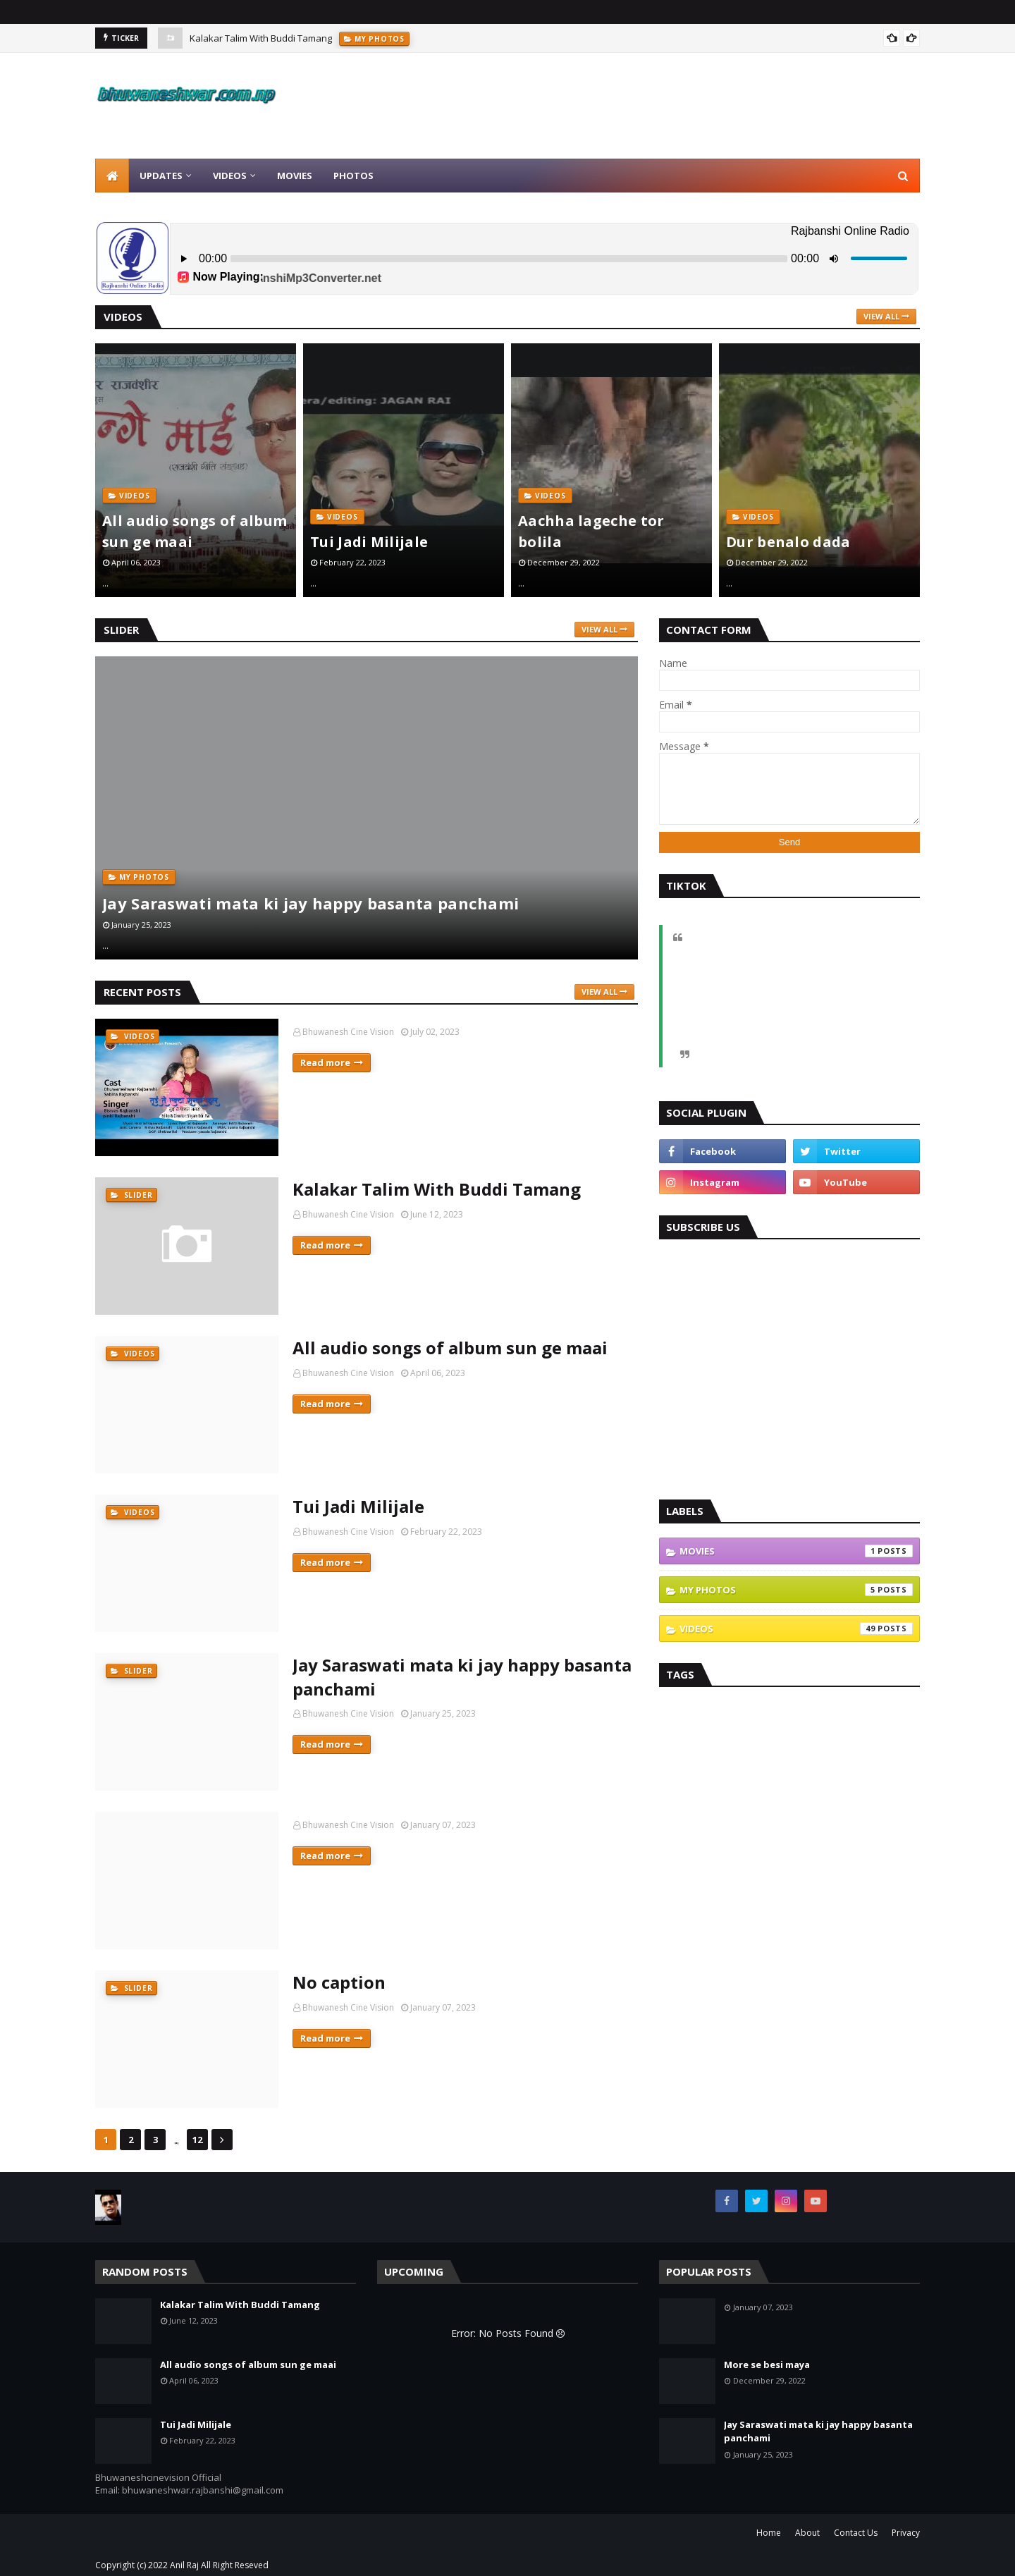 TICKER
Kalakar Talim With Buddi Tamang MY PHOTOS
bhuwaneshwar.com.np
UPDATES VIDEOS MOVIES PHOTOS
Rajbanshi Online Radio
Rajbanshi Online Radio
00:00 00:00
Now Playing: nshiMp3Converter.net
VIDEOS
VIEW ALL
VIDEOS
All audio songs of album
sun ge maai
April 06, 2023
...
era/editing: JAGAN RAI
VIDEOS
Tui Jadi Milijale
February 22, 2023
...
VIDEOS
Aachha lageche tor
bolila
December 29, 2022
...
VIDEOS
Dur benalo dada
December 29, 2022
...
SLIDER
VIEW ALL
MY PHOTOS
Jay Saraswati mata ki jay happy basanta panchami
January 25, 2023
...
CONTACT FORM
Name
Email *
Message *
Send
TIKTOK
SOCIAL PLUGIN
Facebook
Twitter
Instagram
YouTube
SUBSCRIBE US
LABELS
MOVIES 1 POSTS
MY PHOTOS 5 POSTS
VIDEOS 49 POSTS
TAGS
RECENT POSTS
VIEW ALL
VIDEOS
Cast
Singer
Bhuwanesh Cine Vision July 02, 2023
Read more
SLIDER
Kalakar Talim With Buddi Tamang
Bhuwanesh Cine Vision June 12, 2023
Read more
VIDEOS
All audio songs of album sun ge maai
Bhuwanesh Cine Vision April 06, 2023
Read more
VIDEOS
Tui Jadi Milijale
Bhuwanesh Cine Vision February 22, 2023
Read more
SLIDER
Jay Saraswati mata ki jay happy basanta
panchami
Bhuwanesh Cine Vision January 25, 2023
Read more
Bhuwanesh Cine Vision January 07, 2023
Read more
SLIDER
No caption
Bhuwanesh Cine Vision January 07, 2023
Read more
1 2 3 ... 12
RANDOM POSTS
Kalakar Talim With Buddi Tamang
June 12, 2023
All audio songs of album sun ge maai
April 06, 2023
Tui Jadi Milijale
February 22, 2023
Bhuwaneshcinevision Official
Email: bhuwaneshwar.rajbanshi@gmail.com
UPCOMING
Error: No Posts Found
POPULAR POSTS
January 07, 2023
More se besi maya
December 29, 2022
Jay Saraswati mata ki jay happy basanta
panchami
January 25, 2023
Home About Contact Us Privacy
Copyright (c) 2022 Anil Raj All Right Reseved